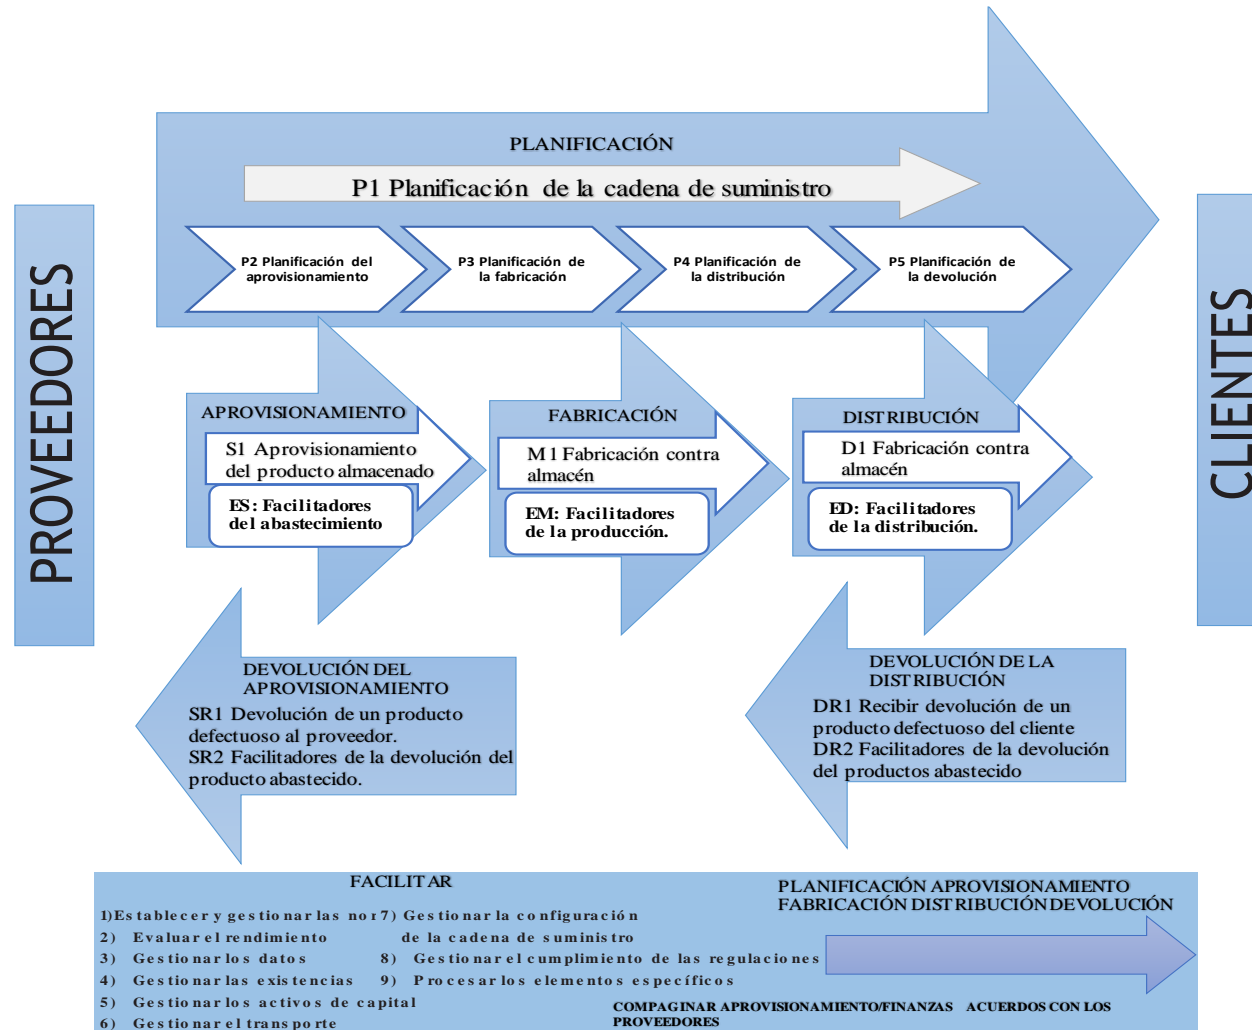 PLANIFICACIÓN
P1 Planificación de la cadena de suministro
P2 Planificación del
aprovisionamiento
P3 Planificación de
la fabricación
P4 Planificación de
la distribución
P5 Planificación de
la devolución
PROVEEDORES
CLIENTES
APROVISIONAMIENTO
S1 Aprovisionamiento
del producto almacenado
ES: Facilitadores
del abastecimiento
FABRICACIÓN
M1 Fabricación contra
almacén
EM: Facilitadores
de la producción.
DISTRIBUCIÓN
D1 Fabricación contra
almacén
ED: Facilitadores
de la distribución.
DEVOLUCIÓN DEL
APROVISIONAMIENTO
SR1 Devolución de un producto
defectuoso al proveedor.
SR2 Facilitadores de la devolución del
producto abastecido.
DEVOLUCIÓN DE LA
DISTRIBUCIÓN
DR1 Recibir devolución de un
producto defectuoso del cliente
DR2 Facilitadores de la devolución
del productos abastecido
FACILITAR
1)Establecer y gestionar las
2) Evaluar el rendimiento
3) Gestionar los datos
4) Gestionar las existencias
5) Gestionar los activos de capital
6) Gestionar el transporte
7) Gestionar la configuración
de la cadena de suministro
8) Gestionar el cumplimiento de las regulaciones
9) Procesar los elementos específicos
PLANIFICACIÓN APROVISIONAMIENTO
FABRICACIÓN DISTRIBUCIÓN DEVOLUCIÓN
COMPAGINAR APROVISIONAMIENTO/FINANZAS ACUERDOS CON LOS
PROVEEDORES